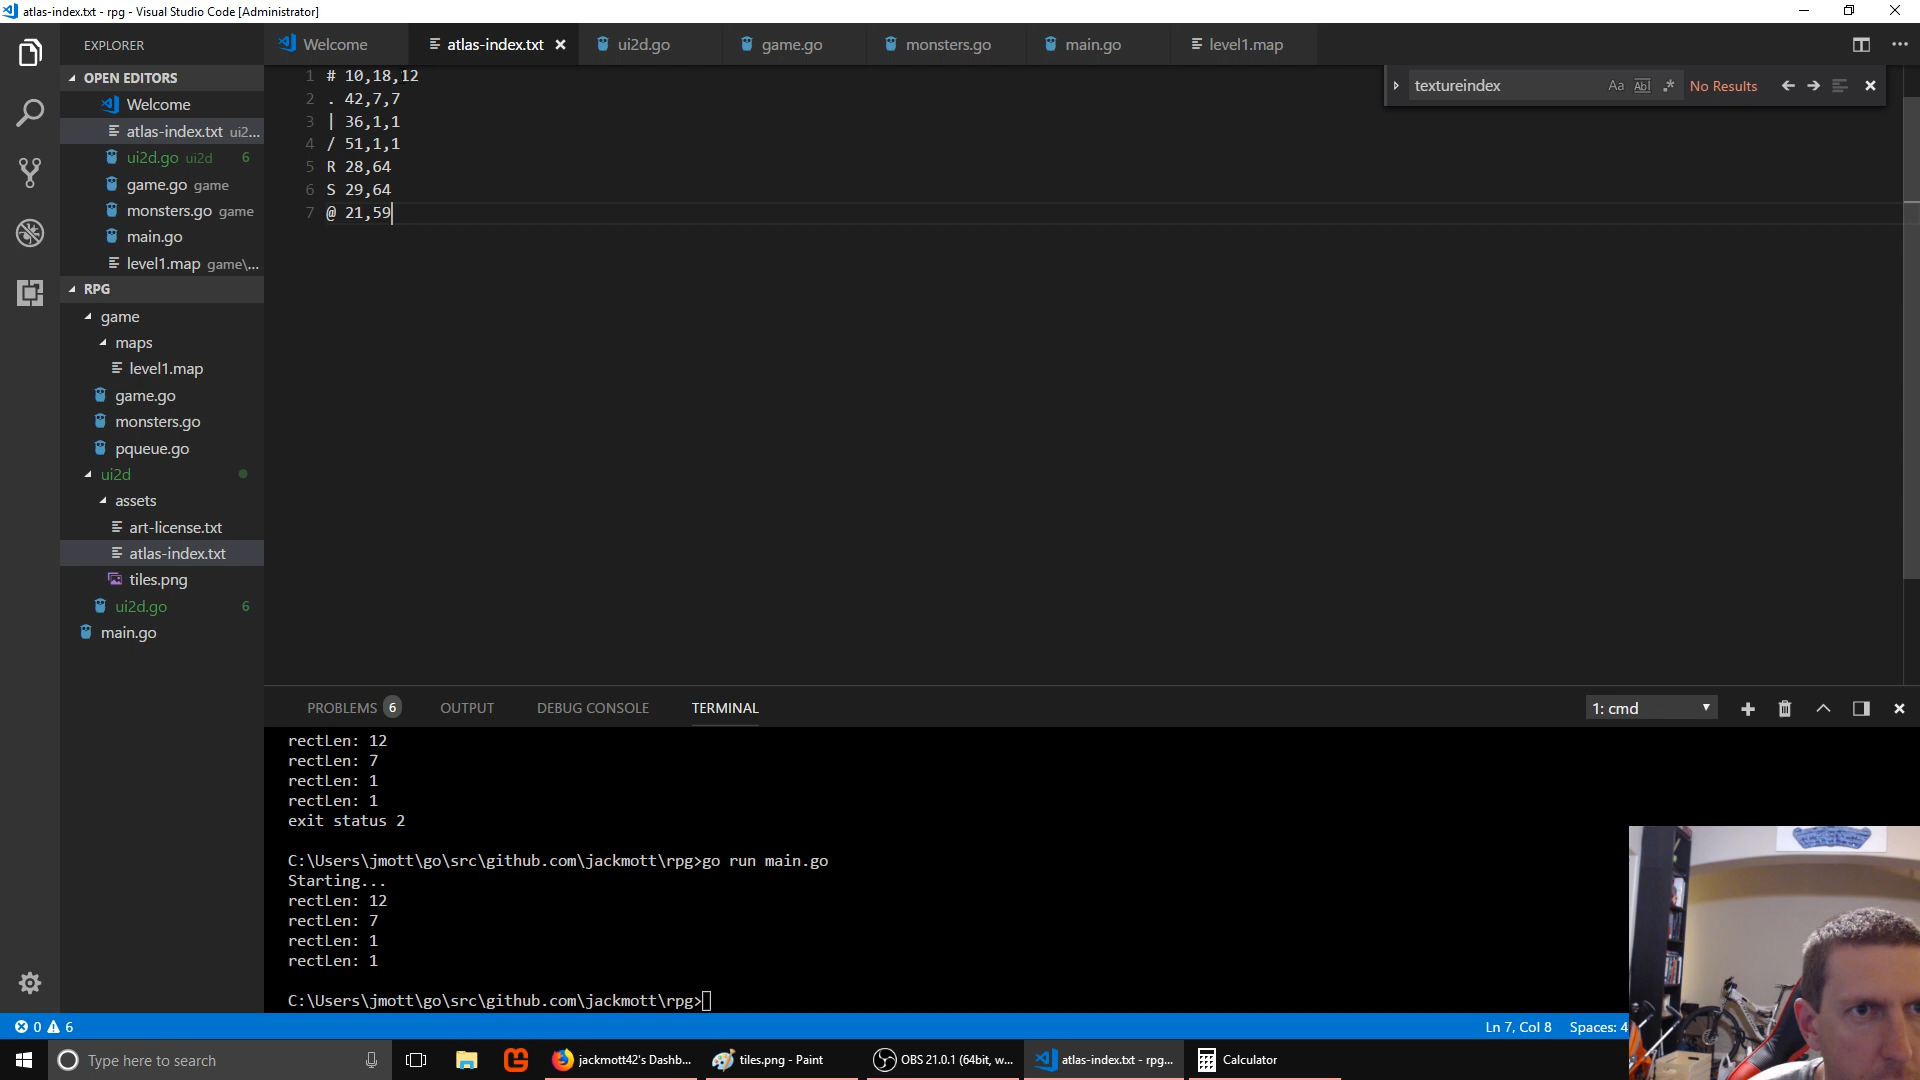 atlas-index.txt - rpg - Visual Studio Code [Administrator]
EXPLORER
OPEN EDITORS
Welcome
atlas-index.txt ui2...
ui2d.go ui2d 6
game.go game
monsters.go game
main.go
level1.map game\...
RPG
game
maps
level1.map
game.go
monsters.go
pqueue.go
ui2d
assets
art-license.txt
atlas-index.txt
tiles.png
ui2d.go 6
main.go
Welcome atlas-index.txt ui2d.go game.go monsters.go main.go level1.map
textureindex Aa Abl .* No Results
1 # 10,18,12
2 . 42,7,7
3 | 36,1,1
4 / 51,1,1
5 R 28,64
6 S 29,64
7 @ 21,59
PROBLEMS 6 OUTPUT DEBUG CONSOLE TERMINAL 1: cmd
rectLen: 12
rectLen: 7
rectLen: 1
rectLen: 1
exit status 2
C:\Users\jmott\go\src\github.com\jackmott\rpg>go run main.go
Starting...
rectLen: 12
rectLen: 7
rectLen: 1
rectLen: 1
C:\Users\jmott\go\src\github.com\jackmott\rpg>
0 6 Ln 7, Col 8 Spaces: 4
Type here to search jackmott42's Dashb... tiles.png - Paint OBS 21.0.1 (64bit, w... atlas-index.txt - rpg... Calculator